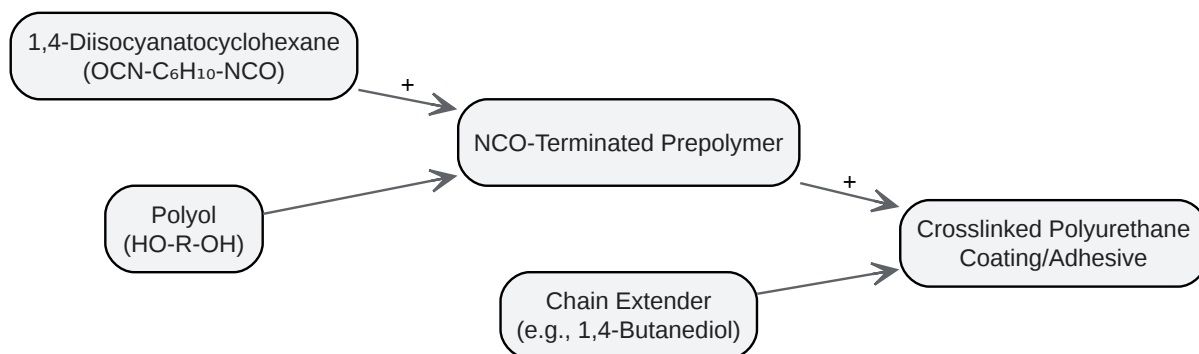 1,4-Diisocyanatocyclohexane
(OCN-C₆H₁₀-NCO)
+
NCO-Terminated Prepolymer
+
Polyol
(HO-R-OH)
Crosslinked Polyurethane
Coating/Adhesive
Chain Extender
(e.g., 1,4-Butanediol)